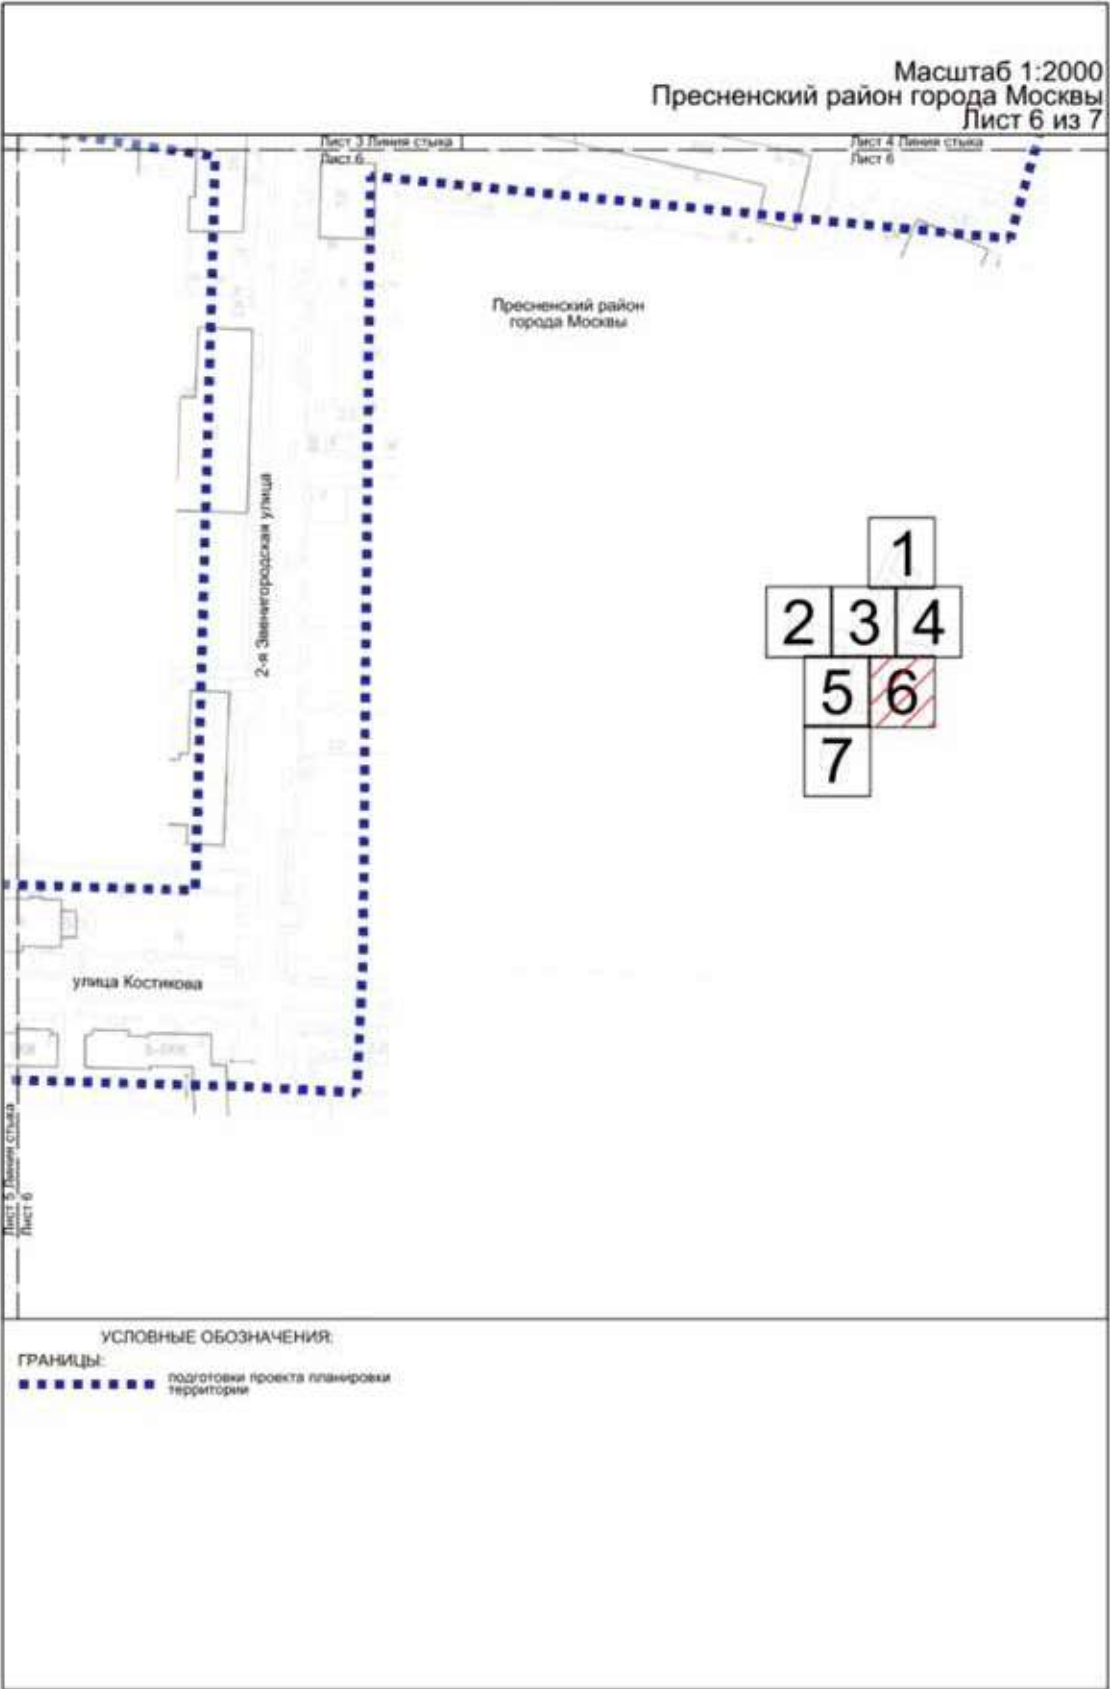 Масштаб 1:2000
Пресненский район города Москвы
Лист 6 из 7
Лист 3 Линия стыка
Лист 6
Лист 4 Линия стыка
Лист 6
Пресненский район
города Москвы
2-я Звенигородская улица
1
2 3 4
5 6
7
улица Костикова
Лист 5 Линия стыка
Лист 6
УСЛОВНЫЕ ОБОЗНАЧЕНИЯ:
ГРАНИЦЫ:
подготовки проекта планировки
территории